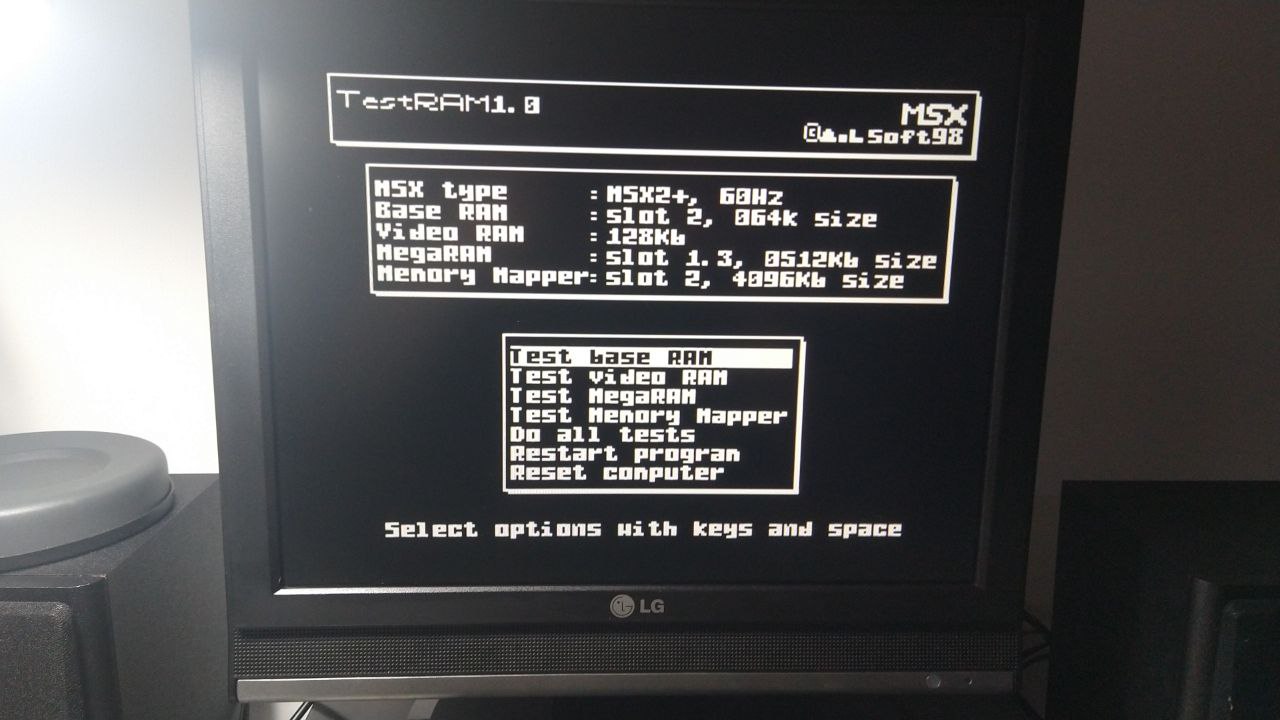 TestRAM1.0
MSX
©A.LSoft98
MSX type : MSX2+, 60Hz
Base RAM : slot 2, 064k size
Video RAM : 128Kb
MegaRAM : slot 1.3, 0512Kb size
Memory Mapper: slot 2, 4096Kb size
Test base RAM
Test video RAM
Test MegaRAM
Test Memory Mapper
Do all tests
Restart program
Reset computer
Select options with keys and space
LG